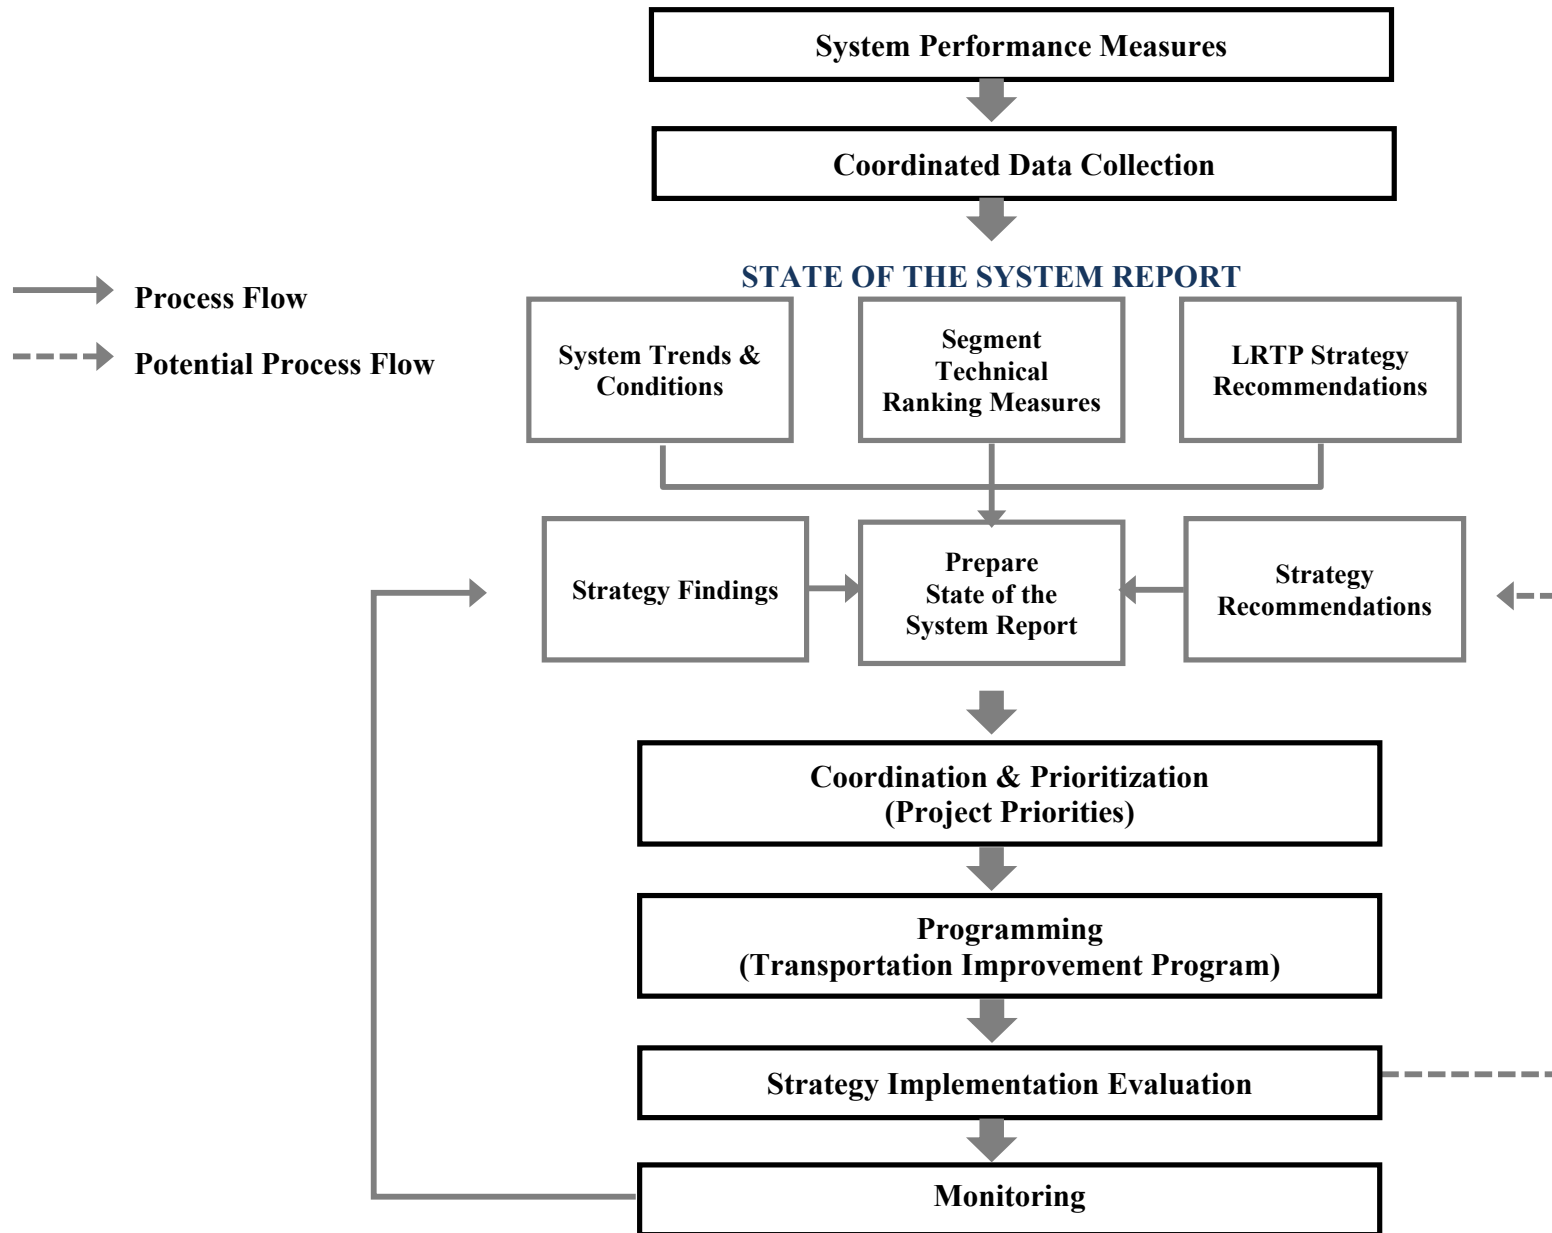 System Performance Measures
Coordinated Data Collection
STATE OF THE SYSTEM REPORT
Process Flow
Potential Process Flow
System Trends &
Conditions
Segment
Technical
Ranking Measures
LRTP Strategy
Recommendations
Strategy Findings
Prepare
State of the
System Report
Strategy
Recommendations
Coordination & Prioritization
(Project Priorities)
Programming
(Transportation Improvement Program)
Strategy Implementation Evaluation
Monitoring